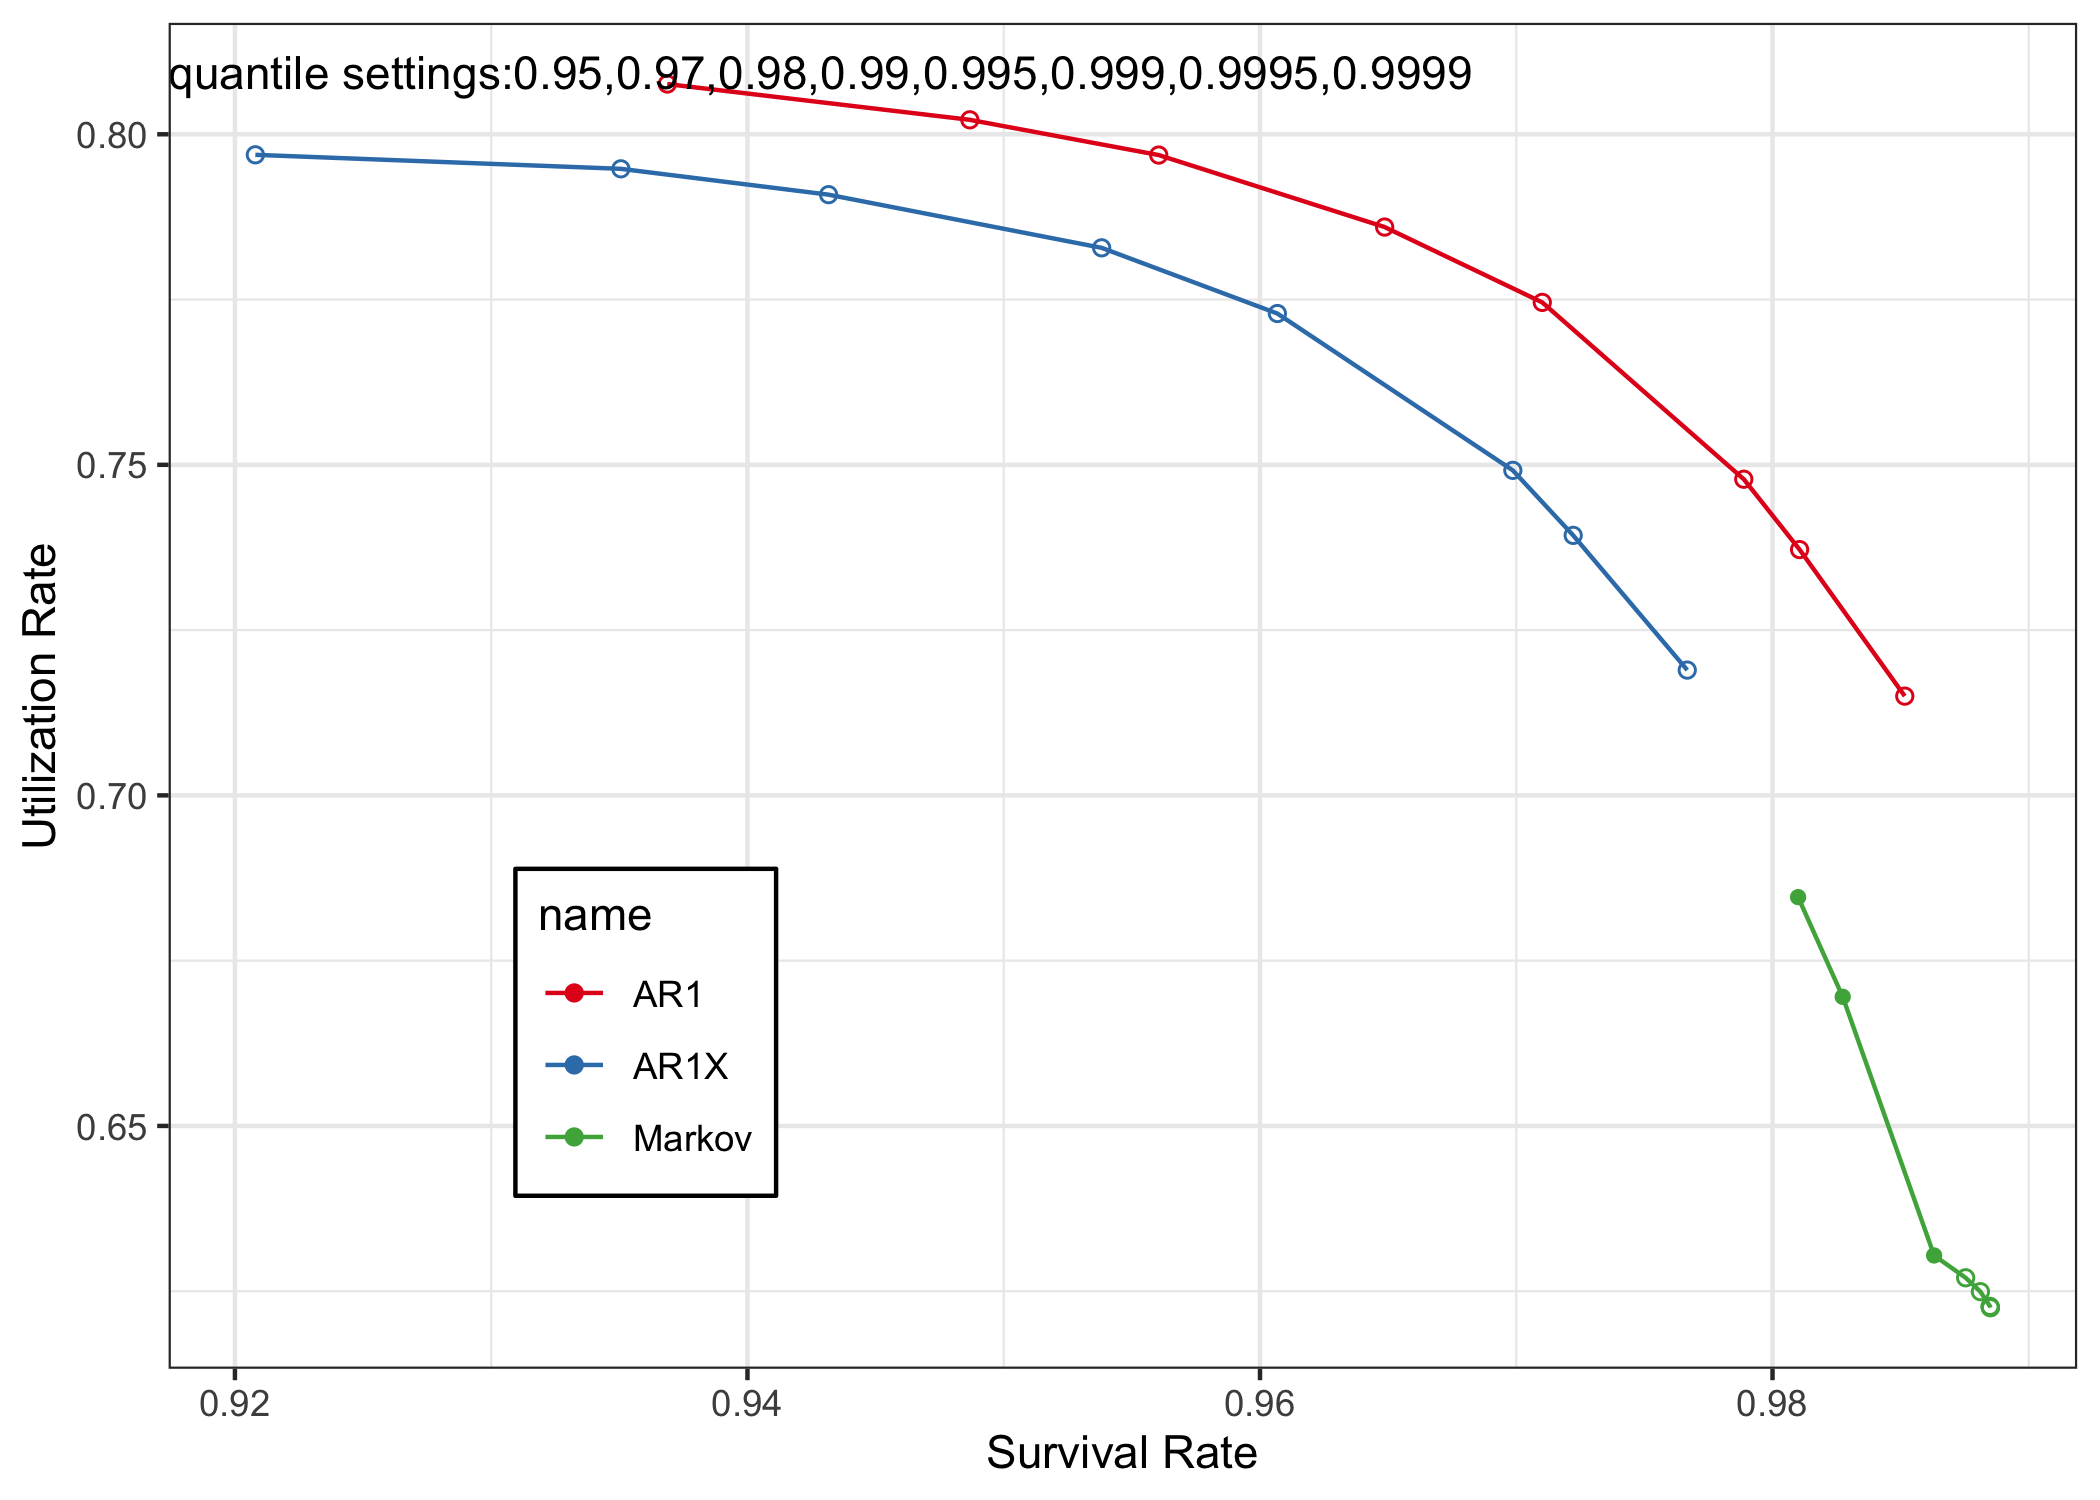 quantile settings:0.95,0.97,0.98,0.99,0.995,0.999,0.9995,0.9999
0.80
0.75
0.70
0.65
Utilization Rate
name
AR1
AR1X
Markov
0.92 0.94 0.96 0.98
Survival Rate